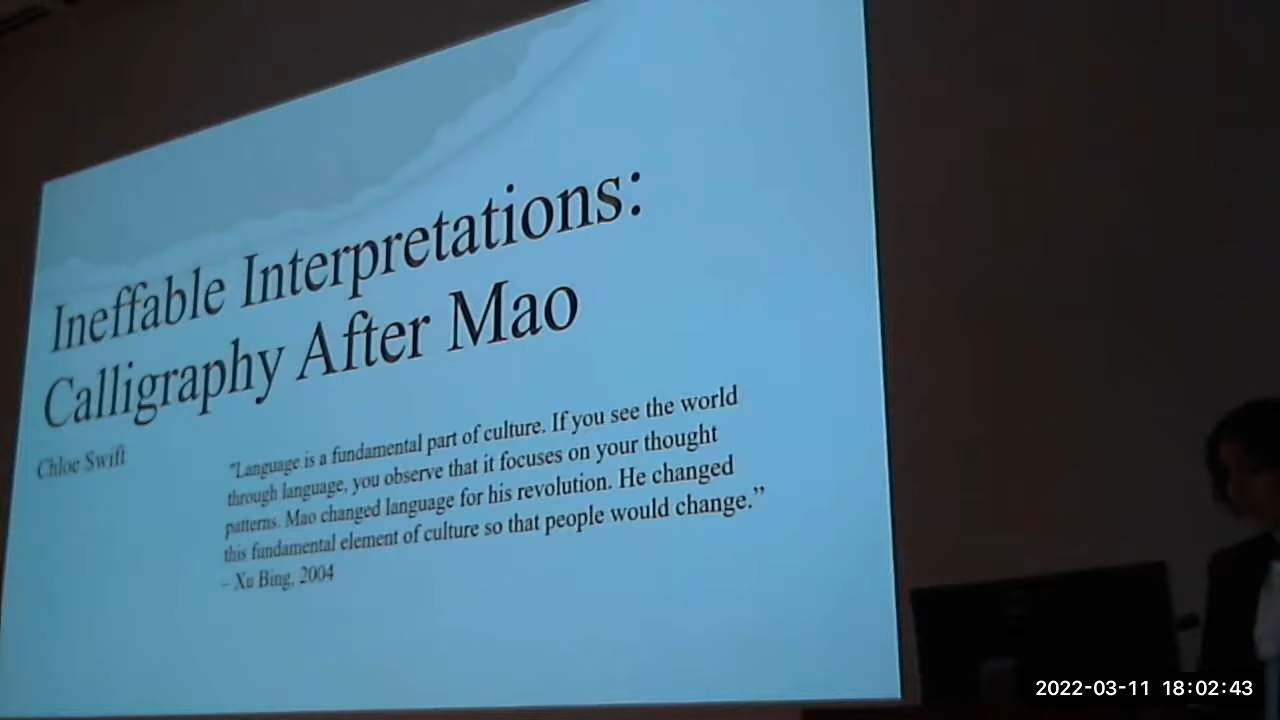 Ineffable Interpretations:
Calligraphy After Mao
Chloe Swift
“Language is a fundamental part of culture. If you see the world
through language, you observe that it focuses on your thought
patterns. Mao changed language for his revolution. He changed
this fundamental element of culture so that people would change.”
– Xu Bing, 2004
2022-03-11 18:02:43